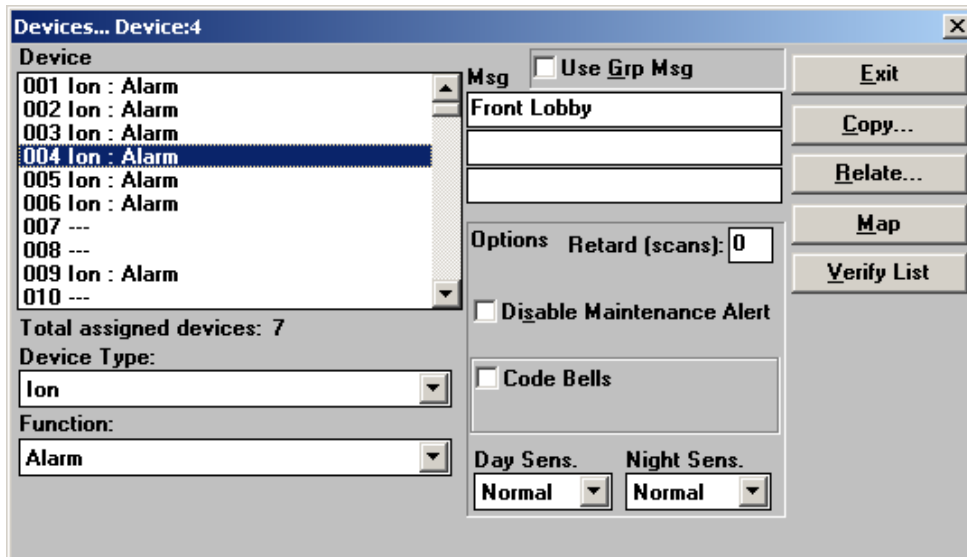 Devices... Device:4
Device
001 Ion : Alarm
002 Ion : Alarm
003 Ion : Alarm
004 Ion : Alarm
005 Ion : Alarm
006 Ion : Alarm
007 ---
008 ---
009 Ion : Alarm
010 ---
Total assigned devices: 7
Device Type:
Ion
Function:
Alarm
Msg
Use Grp Msg
Front Lobby
Options
Retard (scans): 0
Disable Maintenance Alert
Code Bells
Day Sens.
Night Sens.
Normal
Normal
Exit
Copy...
Relate...
Map
Verify List